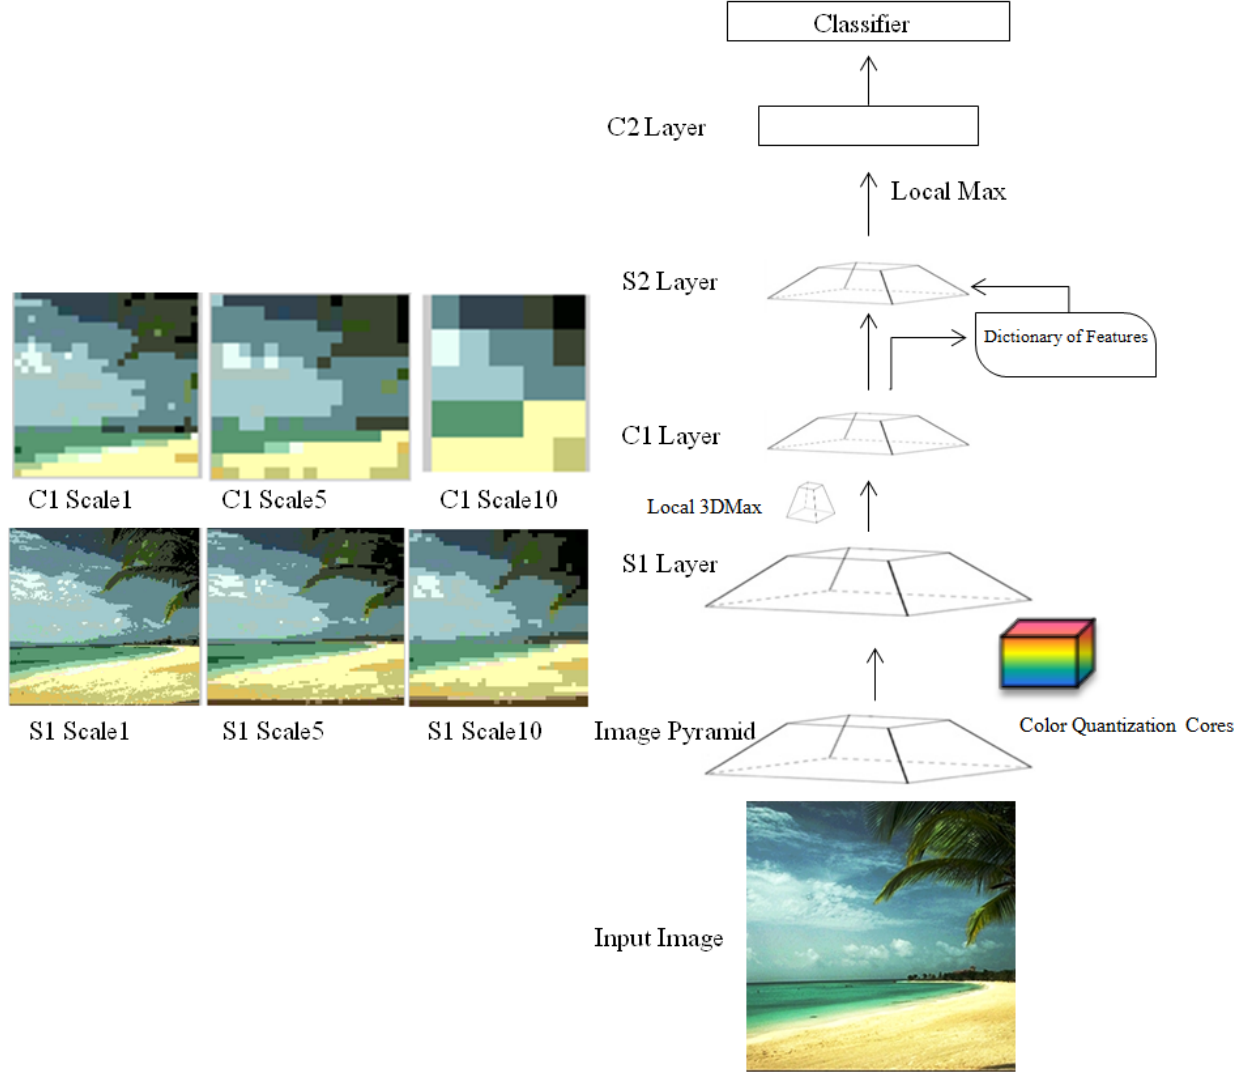 Classifier
C2 Layer
Local Max
S2 Layer
Dictionary of Features
C1 Layer
C1 Scale1
C1 Scale5
C1 Scale10
Local 3DMax
S1 Layer
S1 Scale1
S1 Scale5
S1 Scale10
Image Pyramid
Color Quantization Cores
Input Image